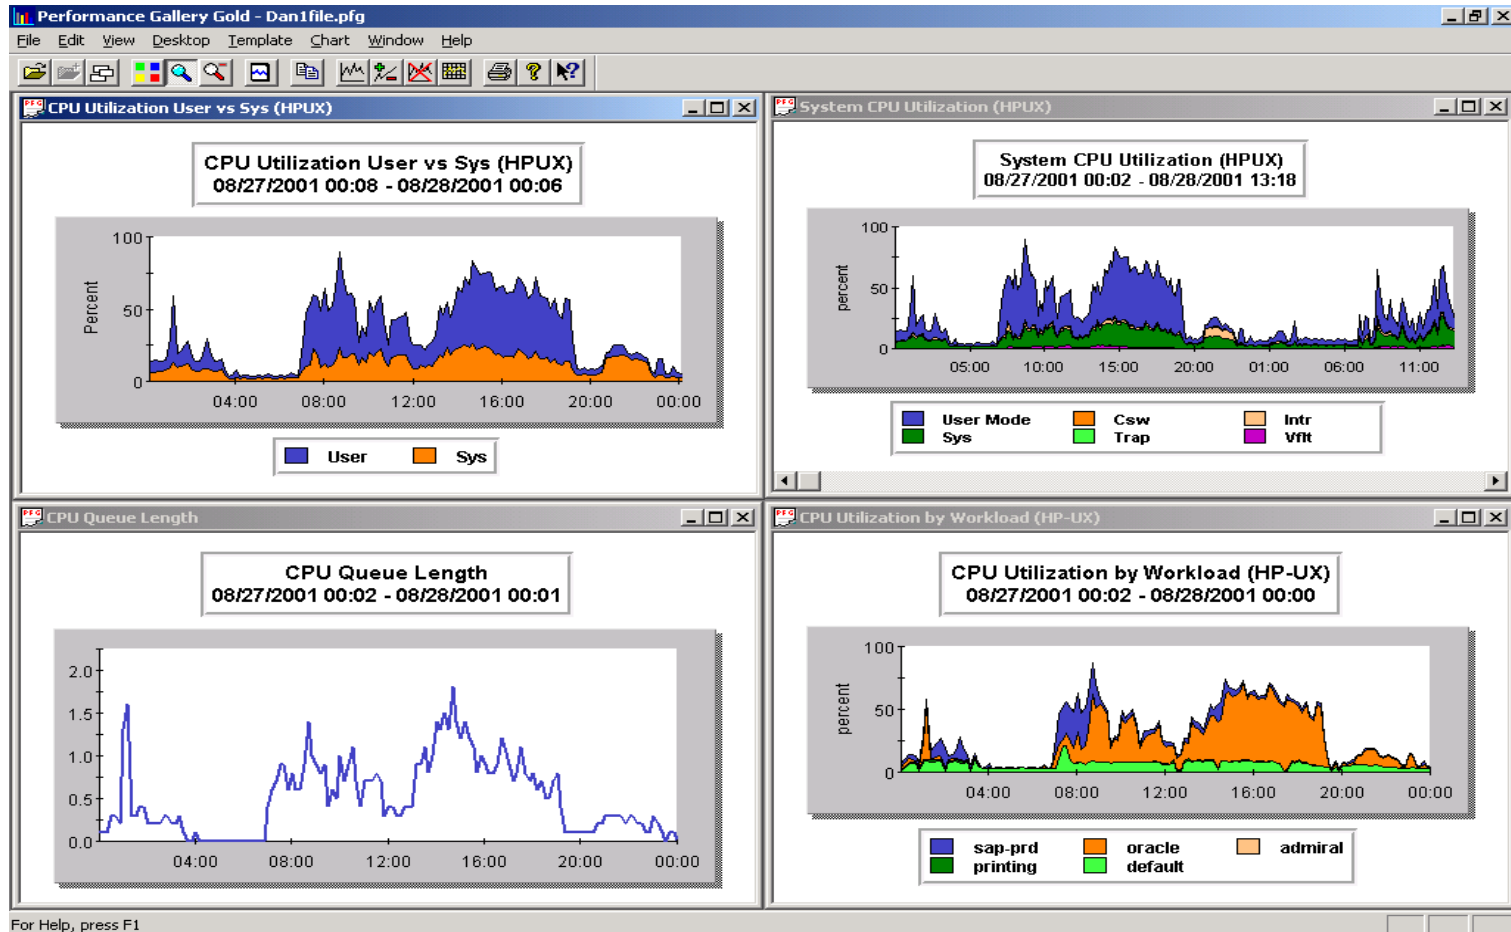 Performance Gallery Gold - Dan1file.pfg
File Edit View Desktop Template Chart Window Help
CPU Utilization User vs Sys (HPUX)
CPU Utilization User vs Sys (HPUX)
08/27/2001 00:08 - 08/28/2001 00:06
Percent
100
50
0
04:00 08:00 12:00 16:00 20:00 00:00
User Sys
System CPU Utilization (HPUX)
System CPU Utilization (HPUX)
08/27/2001 00:02 - 08/28/2001 13:18
percent
100
50
0
05:00 10:00 15:00 20:00 01:00 06:00 11:00
User Mode Csw Intr
Sys Trap Vflt
CPU Queue Length
CPU Queue Length
08/27/2001 00:02 - 08/28/2001 00:01
2.0
1.5
1.0
0.5
0.0
04:00 08:00 12:00 16:00 20:00 00:00
CPU Utilization by Workload (HP-UX)
CPU Utilization by Workload (HP-UX)
08/27/2001 00:02 - 08/28/2001 00:00
percent
100
50
0
04:00 08:00 12:00 16:00 20:00 00:00
sap-prd oracle admiral
printing default
For Help, press F1